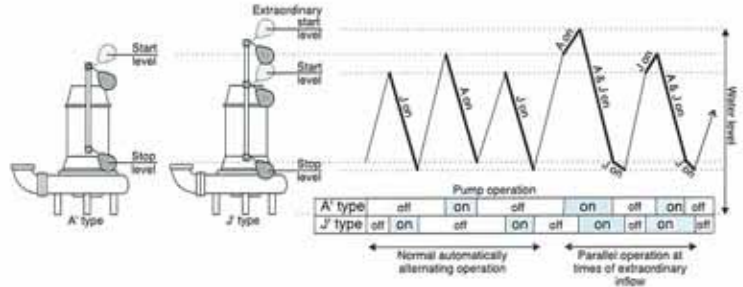 Extraordinary
start
level
Start
level
Start
level
Stop
level
Stop
level
A' type
J' type
J on
A on
J on
A on
A & J on
J on
J on
A & J on
J on
Water level
Pump operation
A' type off on off on off on off
J' type off on off on off on off on off
Normal automatically
alternating operation
Parallel operation at
times of extraordinary
inflow